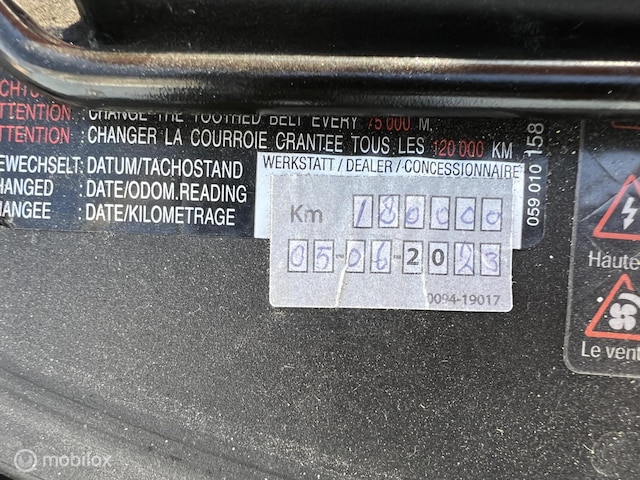 ATTENTION : CHANGE THE TOOTHED BELT EVERY 75 000 M.
ATTENTION : CHANGER LA COURROIE CRANTEE TOUS LES 120 000 KM
EWECHSELT: DATUM/TACHOSTAND
HANGED : DATE/ODOM.READING
HANGEE : DATE/KILOMETRAGE
WERKSTATT / DEALER / CONCESSIONNAIRE
Km 180000
05-06-2023
0094-19017
059 010 158
Haute-
Le vent
mobilox